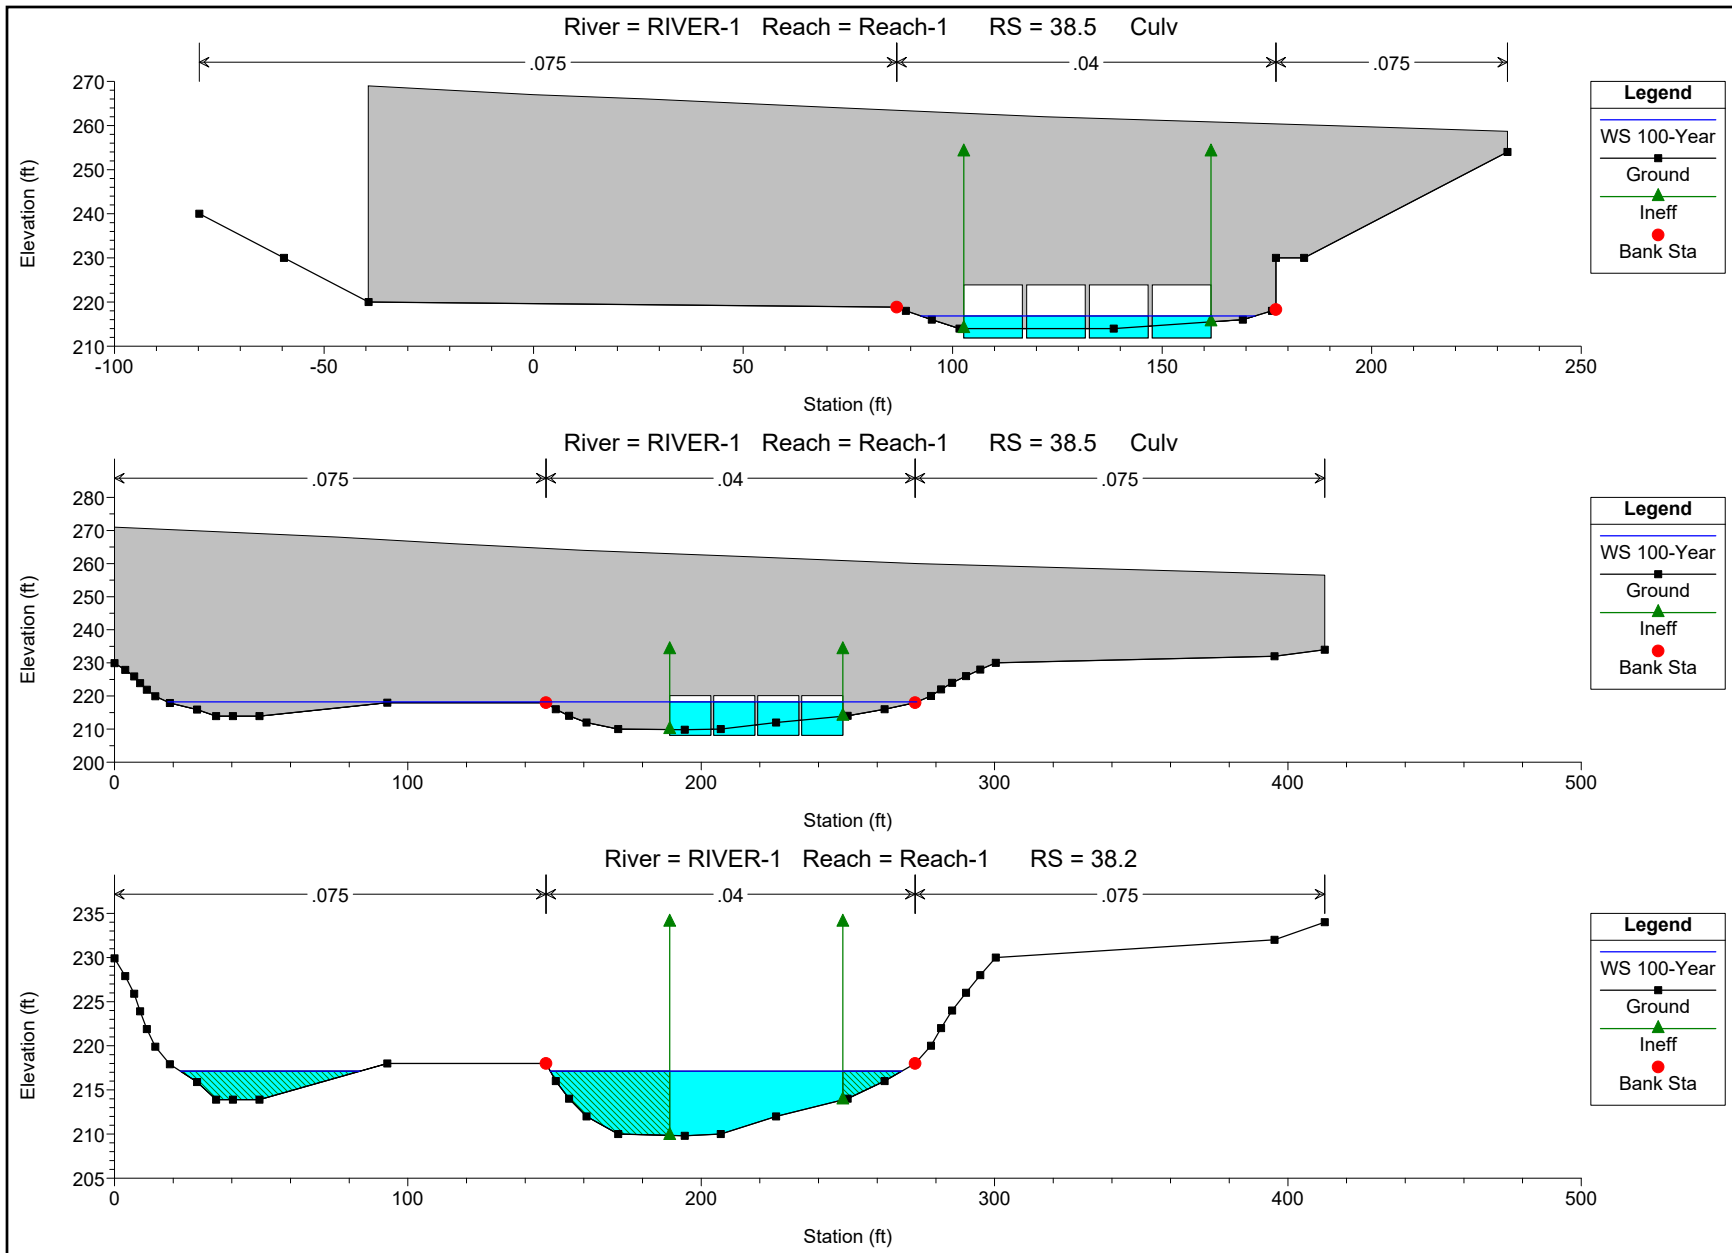 River = RIVER-1 Reach = Reach-1 RS = 38.5 Culv
.075 .04 .075
Elevation (ft)
270
260
250
240
230
220
210
-100 -50 0 50 100 150 200 250
Station (ft)
Legend
WS 100-Year
Ground
Ineff
Bank Sta
River = RIVER-1 Reach = Reach-1 RS = 38.5 Culv
.075 .04 .075
Elevation (ft)
280
270
260
250
240
230
220
210
200
0 100 200 300 400 500
Station (ft)
Legend
WS 100-Year
Ground
Ineff
Bank Sta
River = RIVER-1 Reach = Reach-1 RS = 38.2
.075 .04 .075
Elevation (ft)
235
230
225
220
215
210
205
0 100 200 300 400 500
Station (ft)
Legend
WS 100-Year
Ground
Ineff
Bank Sta